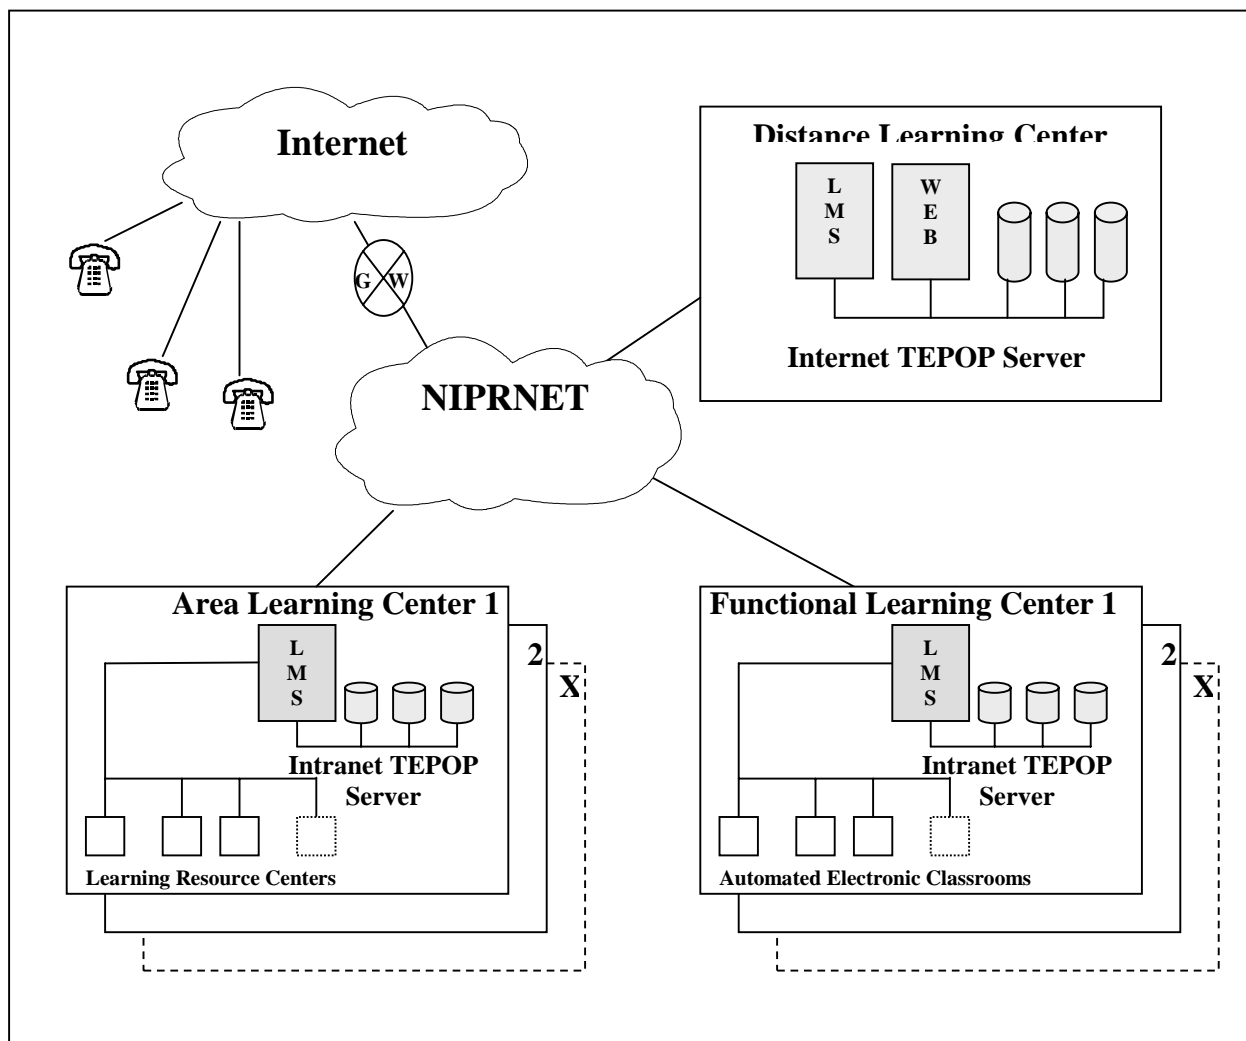 Internet
Distance Learning Center
L
M
S
W
E
B
G W
Internet TEPOP Server
NIPRNET
Area Learning Center 1
L
M
S
2
X
Intranet TEPOP
Server
Learning Resource Centers
Functional Learning Center 1
L
M
S
2
X
Intranet TEPOP
Server
Automated Electronic Classrooms